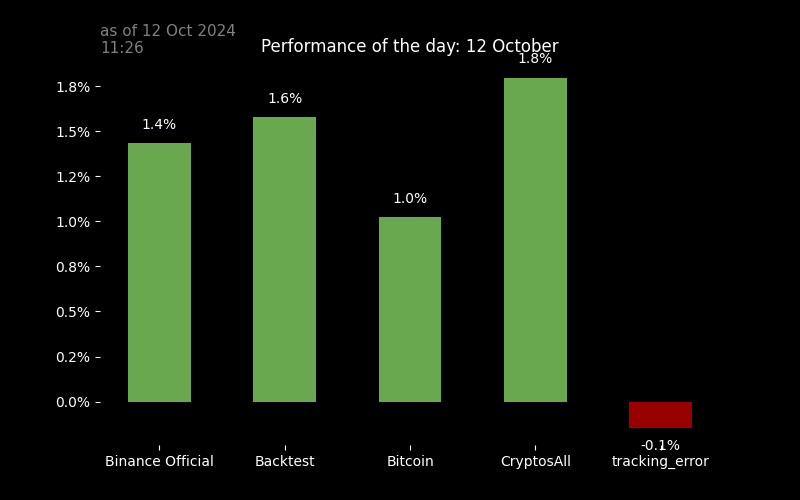 as of 12 Oct 2024
11:26
Performance of the day: 12 October
1.8%
1.8%
1.6%
1.5%
1.4%
1.2%
1.0%
1.0%
0.8%
0.5%
0.2%
0.0%
-0.1%
Binance Official
Backtest
Bitcoin
CryptosAll
tracking_error